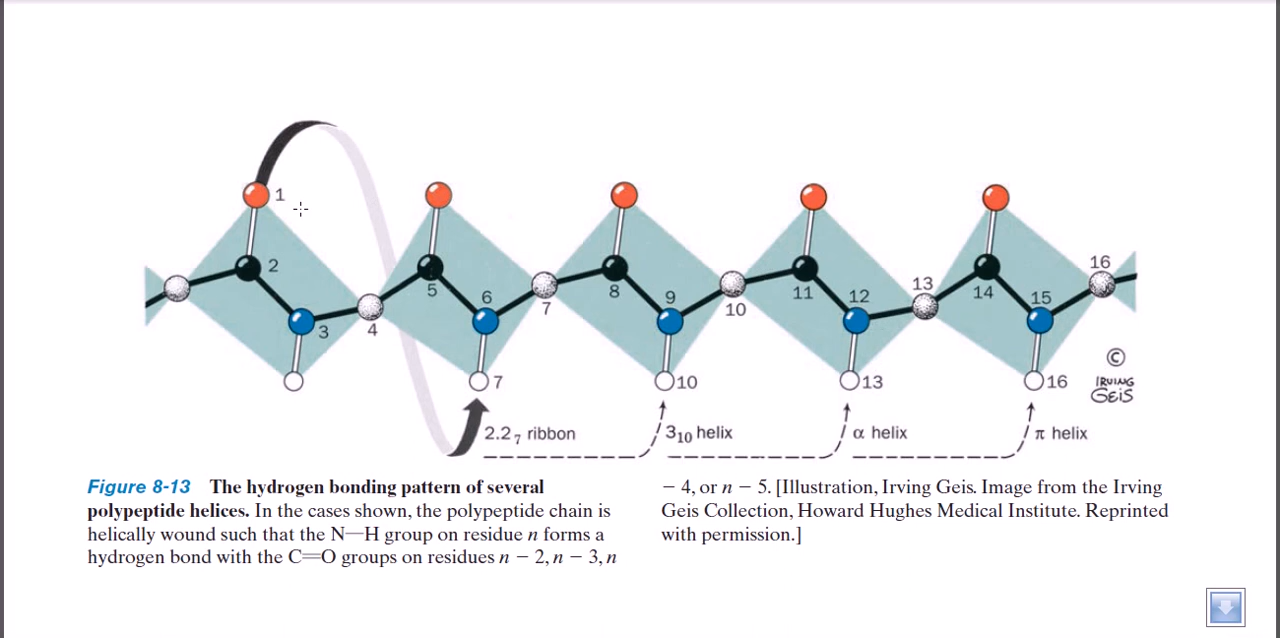 1
2
3
4
5
6
7
7
8
9
10
10
11
12
13
13
14
15
16
16
©
IRVING
GEIS
2.2₇ ribbon
3₁₀ helix
α helix
π helix
Figure 8-13 The hydrogen bonding pattern of several
polypeptide helices. In the cases shown, the polypeptide chain is
helically wound such that the N—H group on residue n forms a
hydrogen bond with the C=O groups on residues n − 2, n − 3, n
− 4, or n − 5. [Illustration, Irving Geis. Image from the Irving
Geis Collection, Howard Hughes Medical Institute. Reprinted
with permission.]